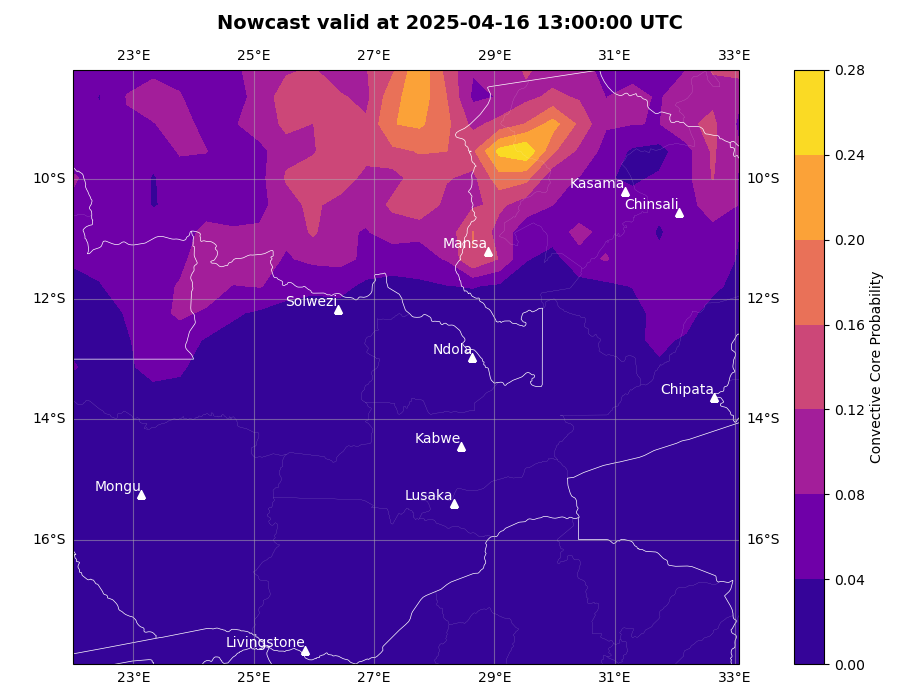 Nowcast valid at 2025-04-16 13:00:00 UTC
23°E 25°E 27°E 29°E 31°E 33°E
0.28
0.24
10°S 10°S
Kasama
Chinsali
0.20
Mansa
12°S 12°S
Solwezi
0.16
Ndola
Convective Core Probability
Chipata
0.12
14°S 14°S
Kabwe
Mongu
Lusaka
0.08
16°S 16°S
0.04
Livingstone
0.00
23°E 25°E 27°E 29°E 31°E 33°E